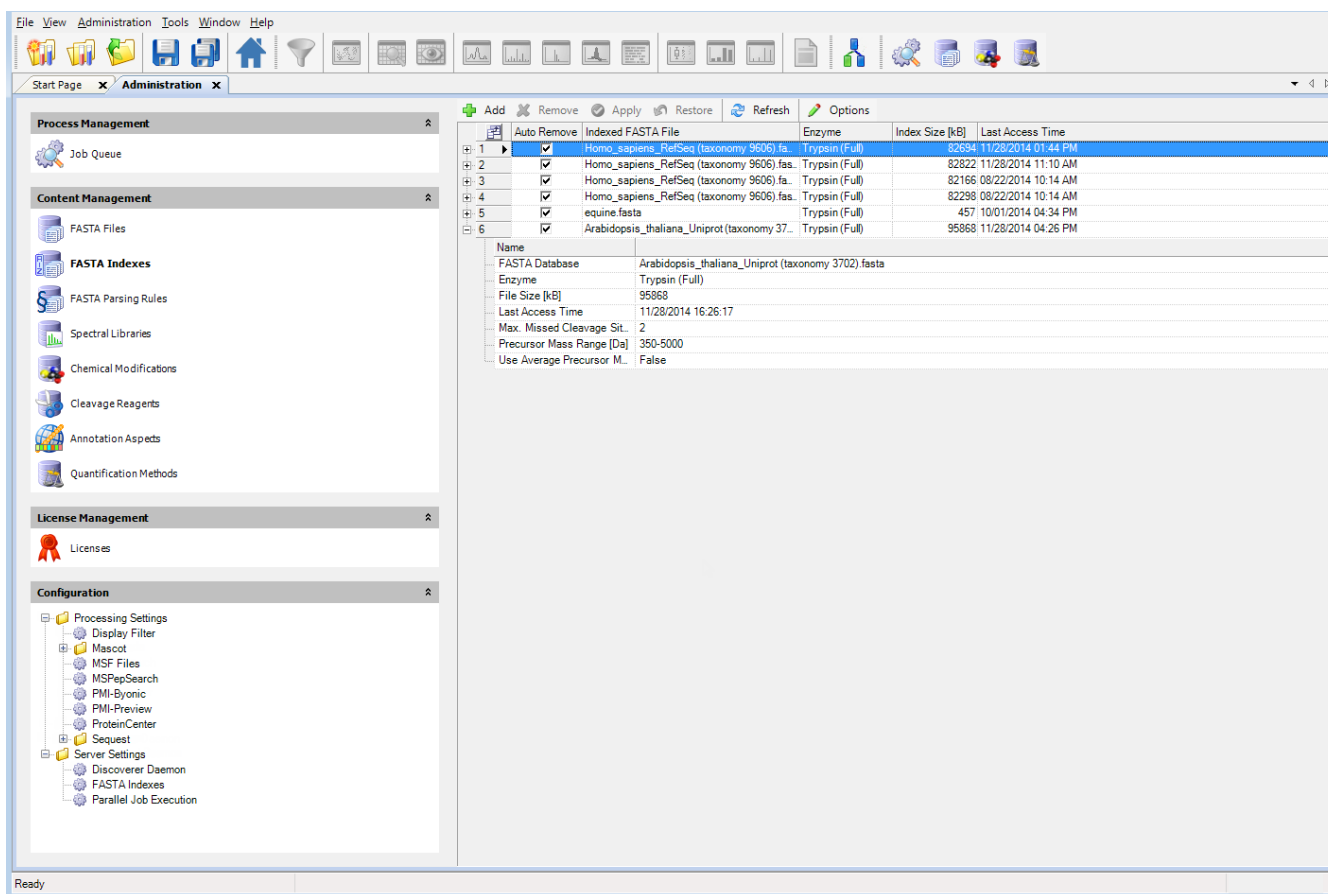 File View Administration Tools Window Help
Start Page x Administration x
Add Remove Apply Restore Refresh Options
Process Management
Job Queue
Content Management
FASTA Files
FASTA Indexes
FASTA Parsing Rules
Spectral Libraries
Chemical Modifications
Cleavage Reagents
Annotation Aspects
Quantification Methods
License Management
Licenses
Configuration
Processing Settings
Display Filter
Mascot
MSF Files
MSPepSearch
PMI-Byonic
PMI-Preview
ProteinCenter
Sequest
Server Settings
Discoverer Daemon
FASTA Indexes
Parallel Job Execution
Auto Remove Indexed FASTA File Enzyme Index Size [kB] Last Access Time
1 Homo_sapiens_RefSeq (taxonomy 9606).fa... Trypsin (Full) 82694 11/28/2014 01:44 PM
2 Homo_sapiens_RefSeq (taxonomy 9606).fas... Trypsin (Full) 82822 11/28/2014 11:10 AM
3 Homo_sapiens_RefSeq (taxonomy 9606).fa... Trypsin (Full) 82166 08/22/2014 10:14 AM
4 Homo_sapiens_RefSeq (taxonomy 9606).fas... Trypsin (Full) 82298 08/22/2014 10:14 AM
5 equine.fasta Trypsin (Full) 457 10/01/2014 04:34 PM
6 Arabidopsis_thaliana_Uniprot (taxonomy 37... Trypsin (Full) 95868 11/28/2014 04:26 PM
Name
FASTA Database Arabidopsis_thaliana_Uniprot (taxonomy 3702).fasta
Enzyme Trypsin (Full)
File Size [kB] 95868
Last Access Time 11/28/2014 16:26:17
Max. Missed Cleavage Sit... 2
Precursor Mass Range [Da] 350-5000
Use Average Precursor M... False
Ready